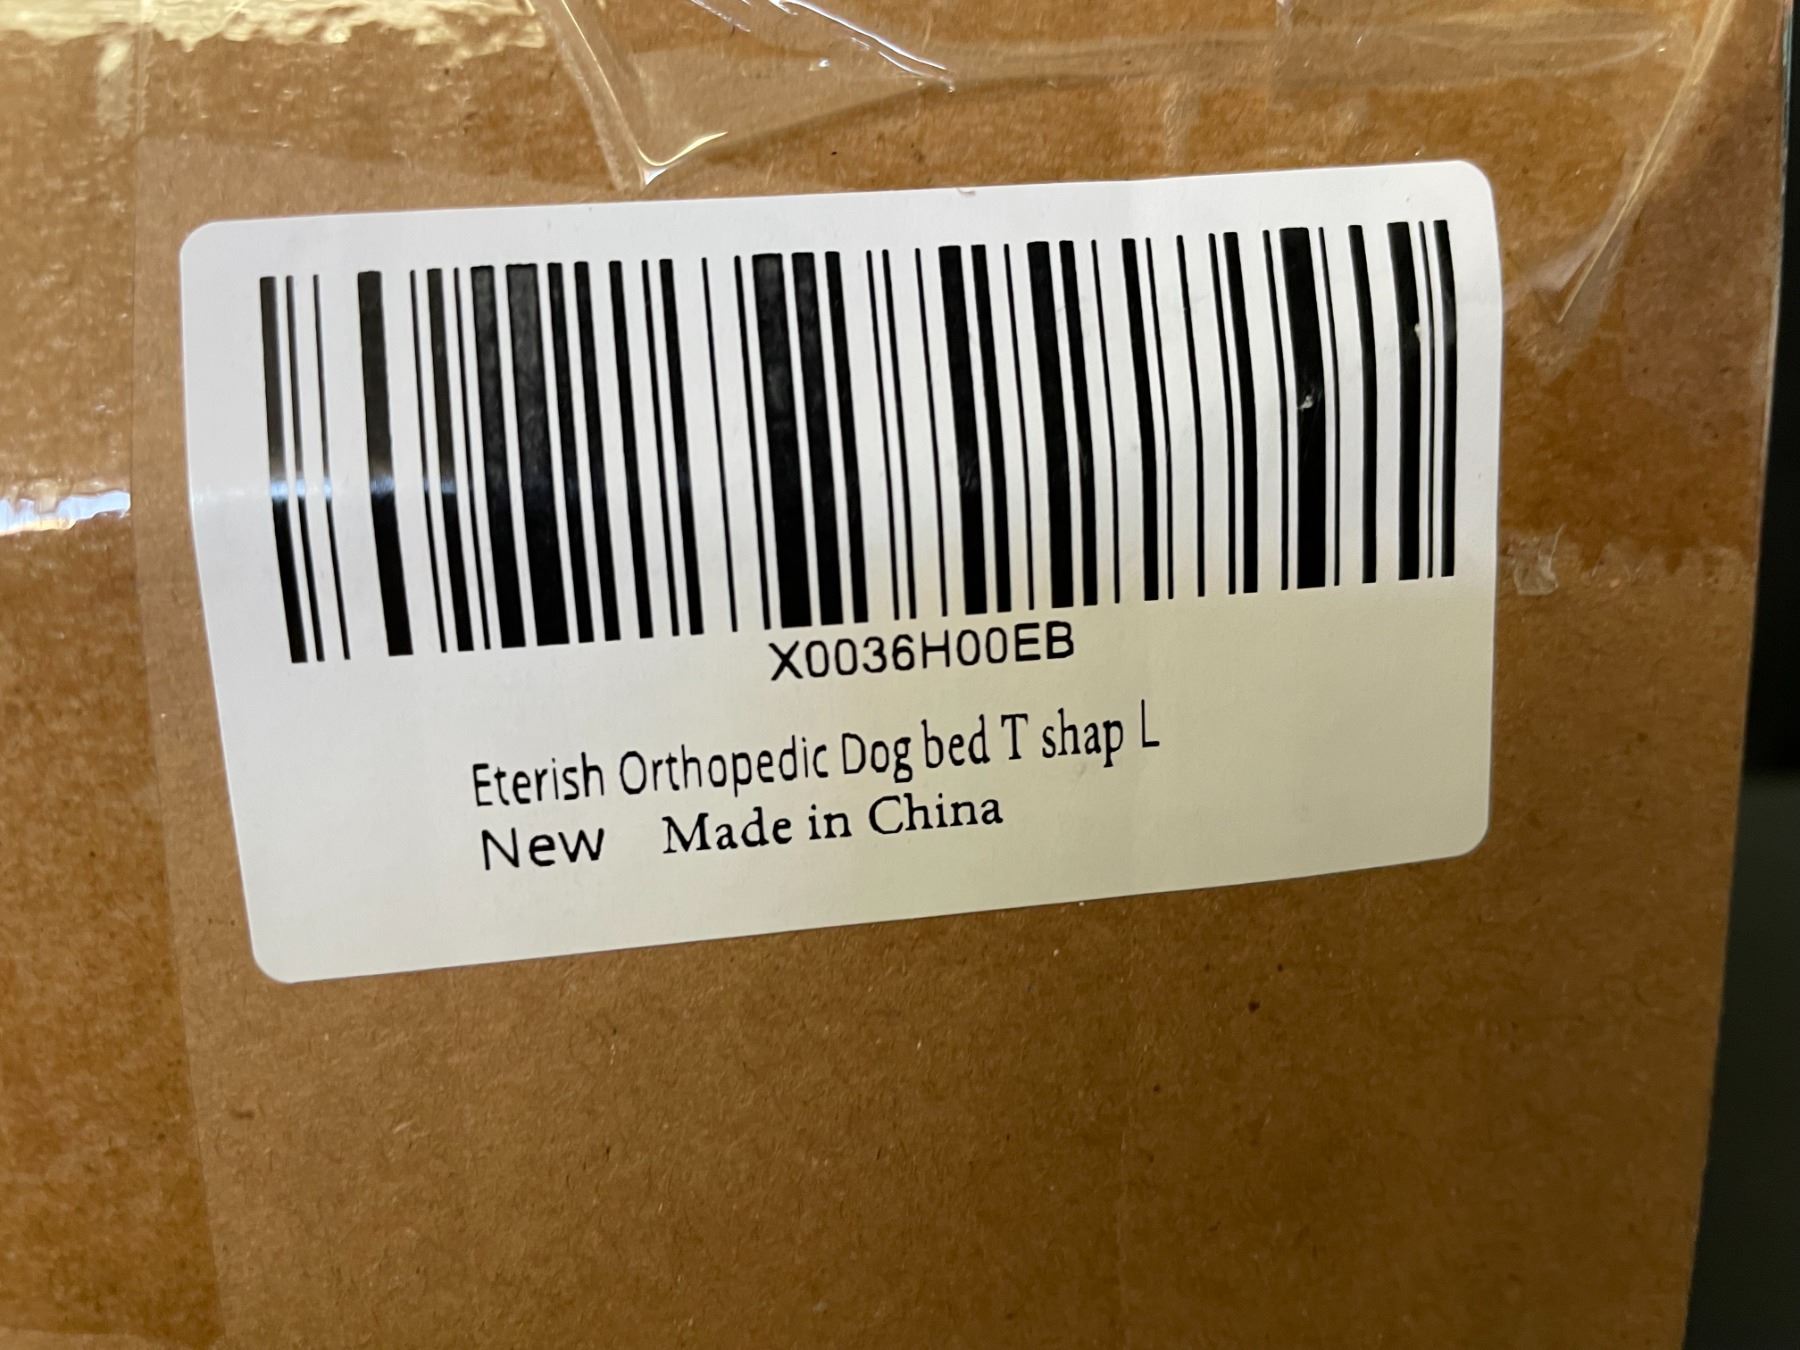 X0036H00EB
Eterish Orthopedic Dog bed T shap L
New Made in China